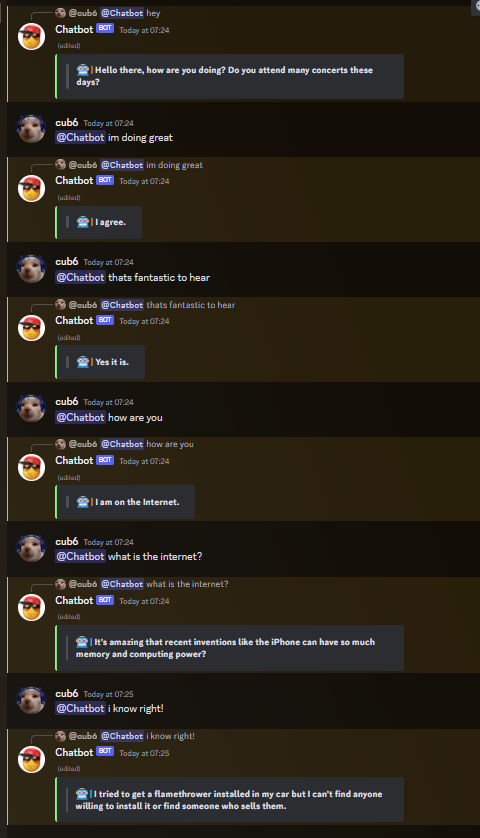 @cub6 @Chatbot hey
Chatbot BOT Today at 07:24
(edited)
🤖 | Hello there, how are you doing? Do you attend many concerts these
days?
cub6 Today at 07:24
@Chatbot im doing great
@cub6 @Chatbot im doing great
Chatbot BOT Today at 07:24
(edited)
🤖 | I agree.
cub6 Today at 07:24
@Chatbot thats fantastic to hear
@cub6 @Chatbot thats fantastic to hear
Chatbot BOT Today at 07:24
(edited)
🤖 | Yes it is.
cub6 Today at 07:24
@Chatbot how are you
@cub6 @Chatbot how are you
Chatbot BOT Today at 07:24
(edited)
🤖 | I am on the Internet.
cub6 Today at 07:24
@Chatbot what is the internet?
@cub6 @Chatbot what is the internet?
Chatbot BOT Today at 07:24
(edited)
🤖 | It's amazing that recent inventions like the iPhone can have so much
memory and computing power?
cub6 Today at 07:25
@Chatbot i know right!
@cub6 @Chatbot i know right!
Chatbot BOT Today at 07:25
(edited)
🤖 | I tried to get a flamethrower installed in my car but I can't find anyone
willing to install it or find someone who sells them.